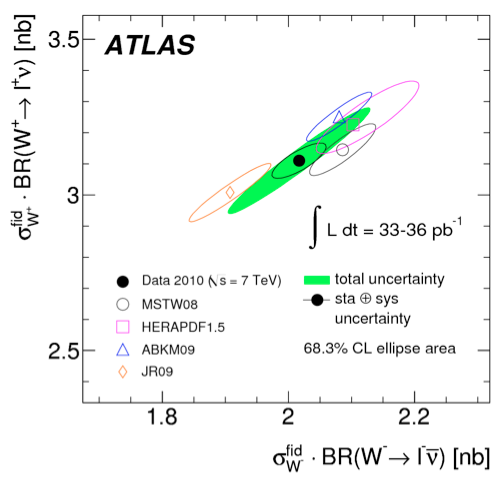 3.5
ATLAS
σ^fid_W⁺ · BR(W⁺→ l⁺ν) [nb]
3
∫ L dt = 33-36 pb⁻¹
Data 2010 (√s = 7 TeV)
MSTW08
HERAPDF1.5
ABKM09
JR09
total uncertainty
sta ⊕ sys
uncertainty
68.3% CL ellipse area
2.5
1.8 2 2.2
σ^fid_W⁻ · BR(W⁻→ l⁻ν̅) [nb]